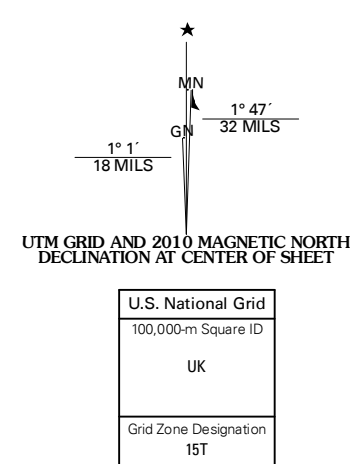 ★
MN
1° 47´
32 MILS
GN
1° 1´
18 MILS
UTM GRID AND 2010 MAGNETIC NORTH
DECLINATION AT CENTER OF SHEET
U.S. National Grid
100,000-m Square ID
UK
Grid Zone Designation
15T